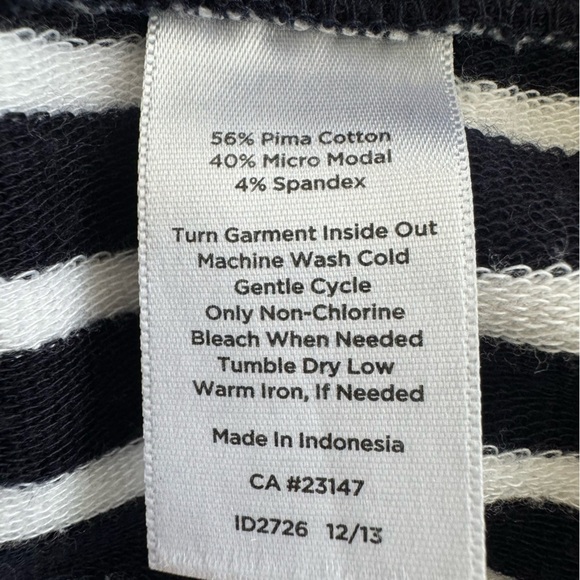 56% Pima Cotton
40% Micro Modal
4% Spandex
Turn Garment Inside Out
Machine Wash Cold
Gentle Cycle
Only Non-Chlorine
Bleach When Needed
Tumble Dry Low
Warm Iron, If Needed
Made In Indonesia
CA #23147
ID2726 12/13